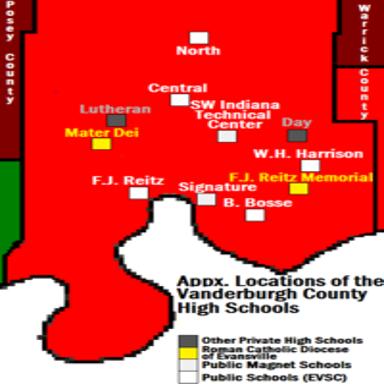 Posey County
Warrick County
North
Central
SW Indiana
Technical
Center
Lutheran
Day
Mater Dei
W.H. Harrison
F.J. Reitz Memorial
F.J. Reitz
Signature
B. Bosse
Appx. Locations of the
Vanderburgh County
High Schools
Other Private High Schools
Roman Catholic Diocese
of Evansville
Public Magnet Schools
Public Schools (EVSC)